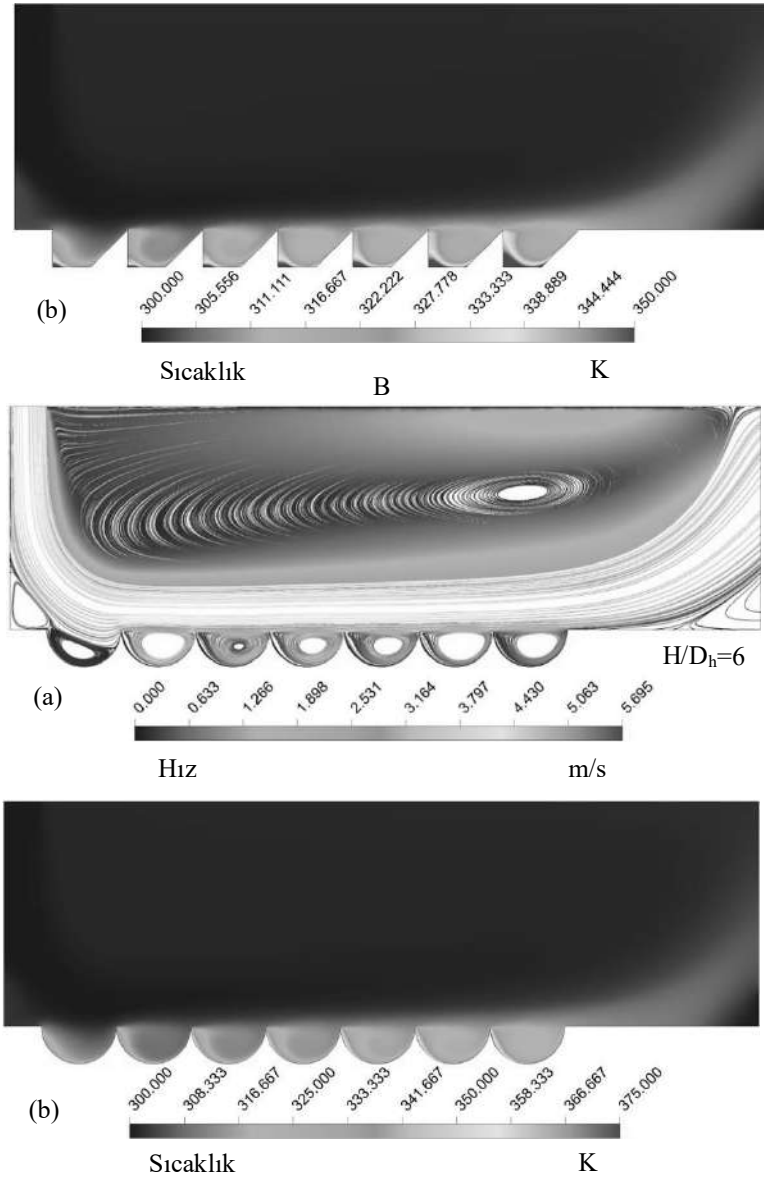 300.000 305.556 311.111 316.667 322.222 327.778 333.333 338.889 344.444 350.000
(b)
Sıcaklık K
B
H/Dₕ=6
0.000 0.633 1.266 1.898 2.531 3.164 3.797 4.430 5.063 5.695
(a)
Hız m/s
300.000 308.333 316.667 325.000 333.333 341.667 350.000 358.333 366.667 375.000
(b)
Sıcaklık K